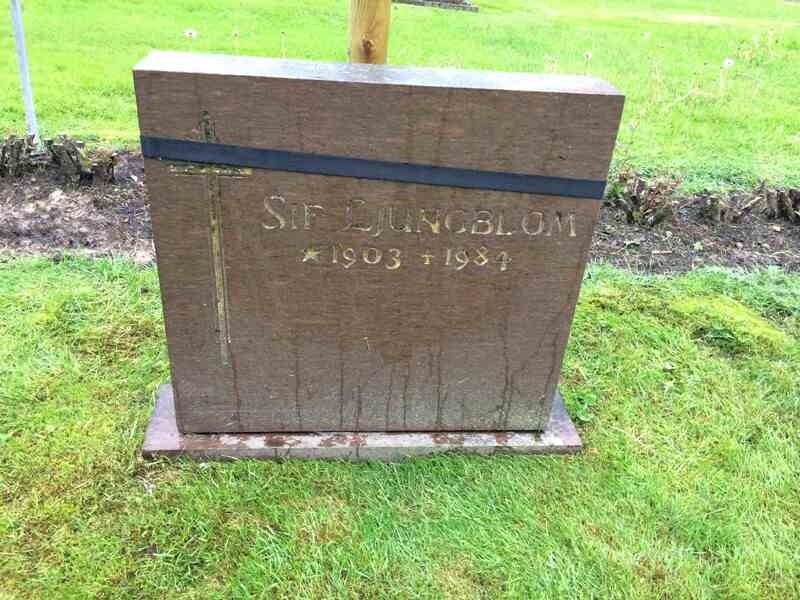 SIF LJUNGBLOM
★ 1903 + 1984